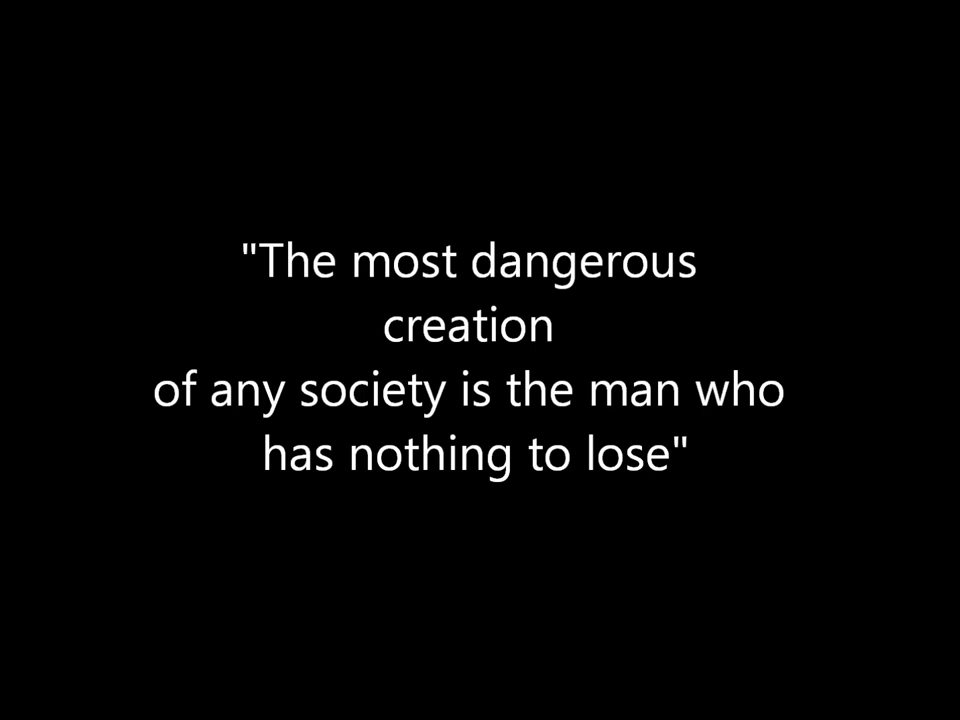 "The most dangerous
creation
of any society is the man who
has nothing to lose"